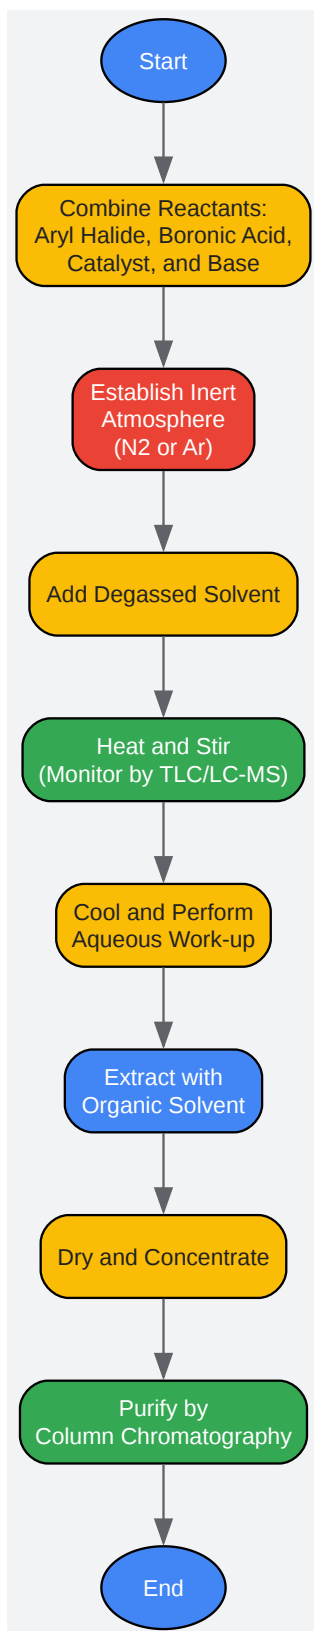 Start
Combine Reactants:
Aryl Halide, Boronic Acid,
Catalyst, and Base
Establish Inert
Atmosphere
(N2 or Ar)
Add Degassed Solvent
Heat and Stir
(Monitor by TLC/LC-MS)
Cool and Perform
Aqueous Work-up
Extract with
Organic Solvent
Dry and Concentrate
Purify by
Column Chromatography
End